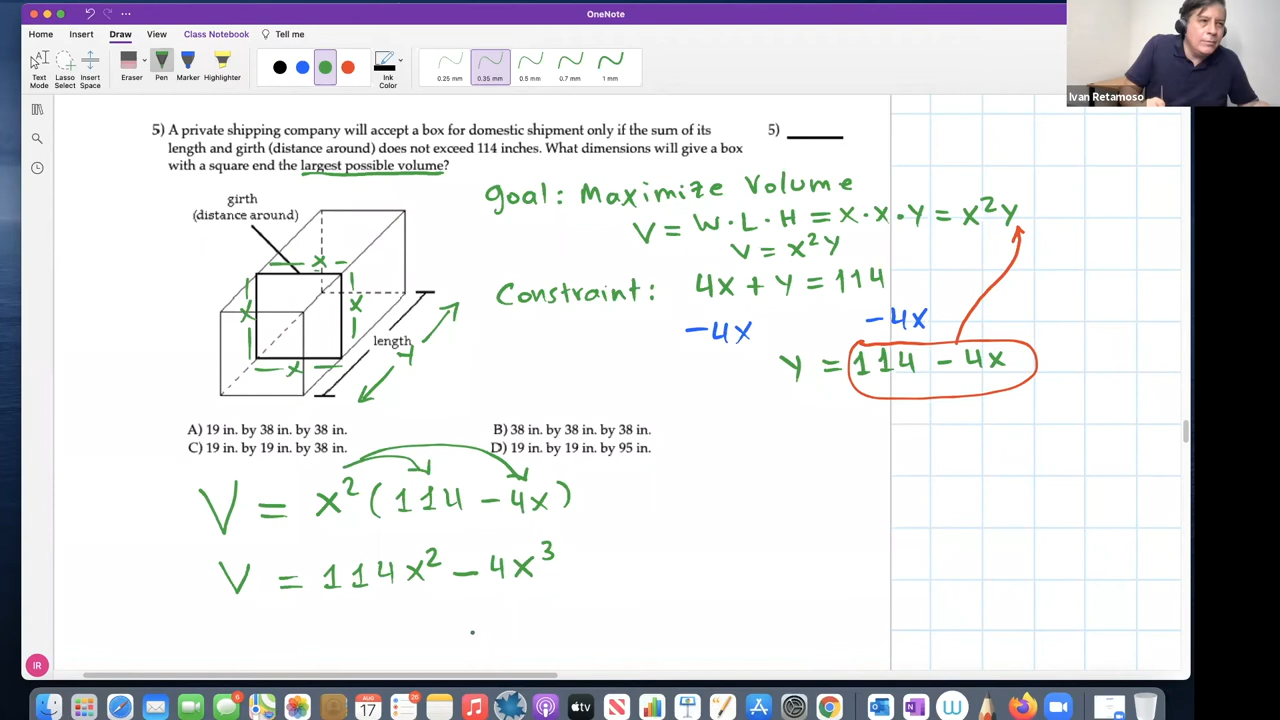 OneNote
Home Insert Draw View Class Notebook Tell me
Text Mode Lasso Select Insert Space Eraser Pen Marker Highlighter Ink Color 0.25 mm 0.35 mm 0.5 mm 0.7 mm 1 mm
Ivan Retamoso
5) A private shipping company will accept a box for domestic shipment only if the sum of its
length and girth (distance around) does not exceed 114 inches. What dimensions will give a box
with a square end the largest possible volume?
5)
Goal: Maximize Volume
V = W·L·H = X·X·Y = X²Y
V = X²Y
Constraint: 4X + Y = 114
-4X -4X
Y = 114 - 4X
girth
(distance around)
X
X X
X
length
Y
A) 19 in. by 38 in. by 38 in. B) 38 in. by 38 in. by 38 in.
C) 19 in. by 19 in. by 38 in. D) 19 in. by 19 in. by 95 in.
V = X²(114 - 4X)
V = 114X² - 4X³
IR
6
AUG 17
26
tv